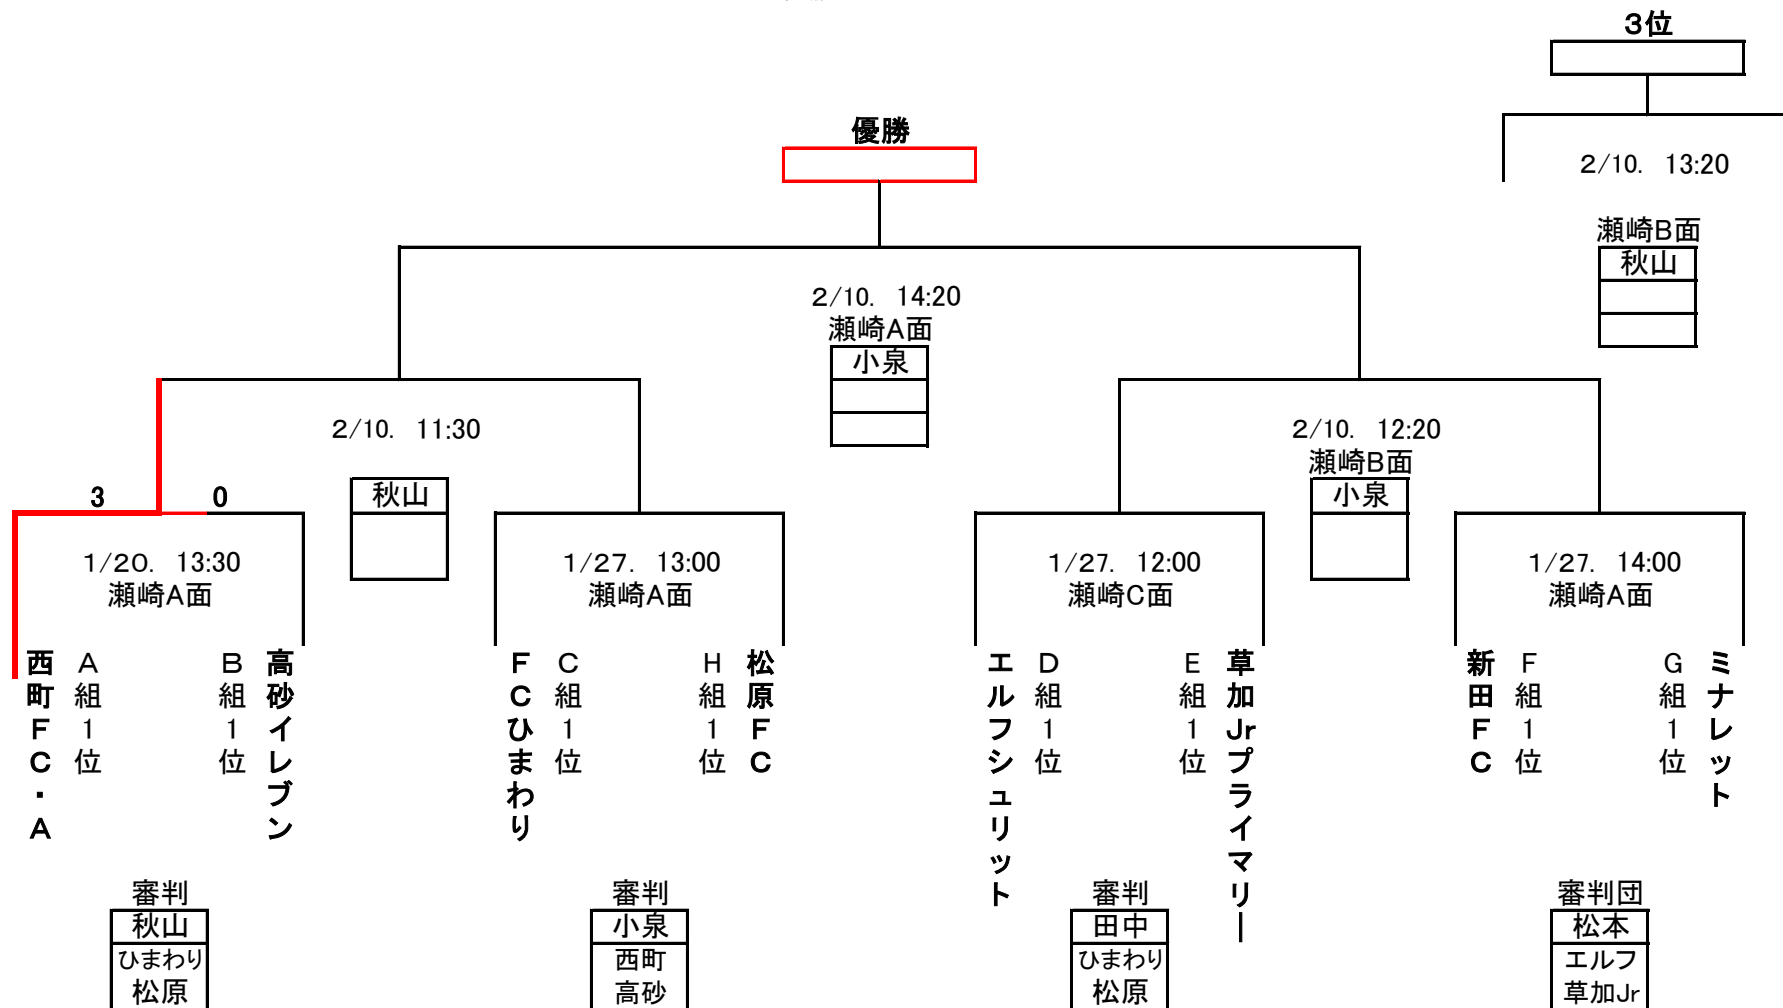 3位
優勝
2/10. 13:20
瀬崎B面
秋山
2/10. 14:20
瀬崎A面
小泉
2/10. 11:30
秋山
2/10. 12:20
瀬崎B面
小泉
3 0
1/20. 13:30
瀬崎A面
1/27. 13:00
瀬崎A面
1/27. 12:00
瀬崎C面
1/27. 14:00
瀬崎A面
西町FC・A
A組1位
B組1位
高砂イレブン
FCひまわり
C組1位
H組1位
松原FC
エルフシュリット
D組1位
E組1位
草加Jrプライマリー
新田FC
F組1位
G組1位
ミナレット
審判
秋山
ひまわり
松原
審判
小泉
西町
高砂
審判
田中
ひまわり
松原
審判団
松本
エルフ
草加Jr